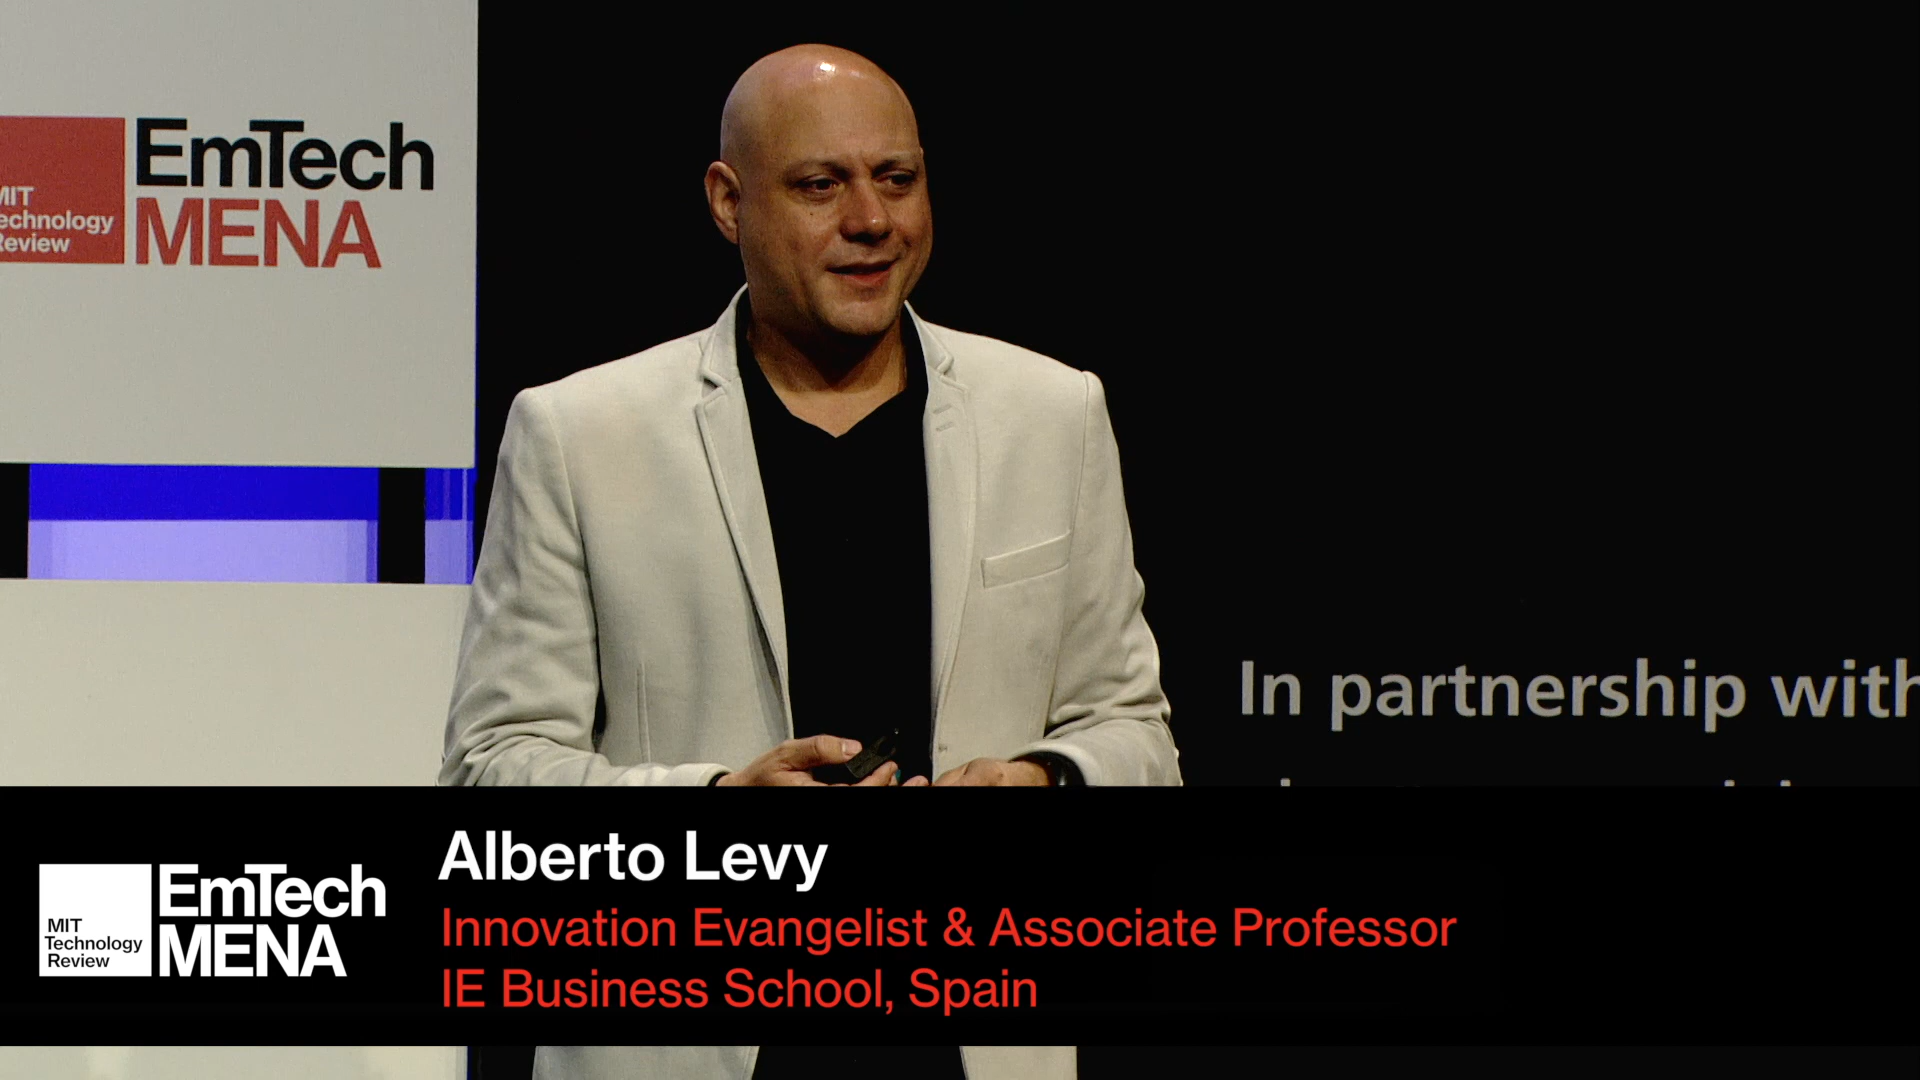 EmTech
MENA
MIT
Technology
Review
In partnership with
Alberto Levy
Innovation Evangelist & Associate Professor
IE Business School, Spain
MIT
Technology
Review
EmTech
MENA